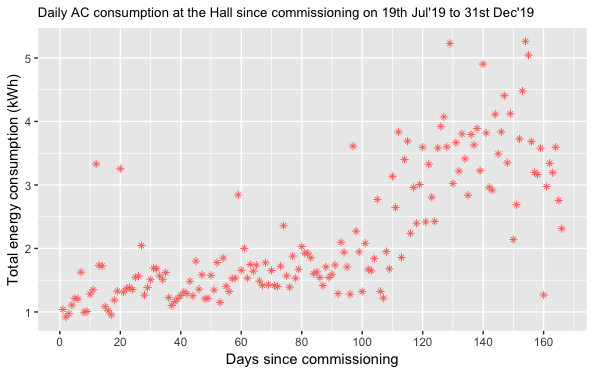 Daily AC consumption at the Hall since commissioning on 19th Jul'19 to 31st Dec'19
Total energy consumption (kWh)
5
4
3
2
1
0 20 40 60 80 100 120 140 160
Days since commissioning